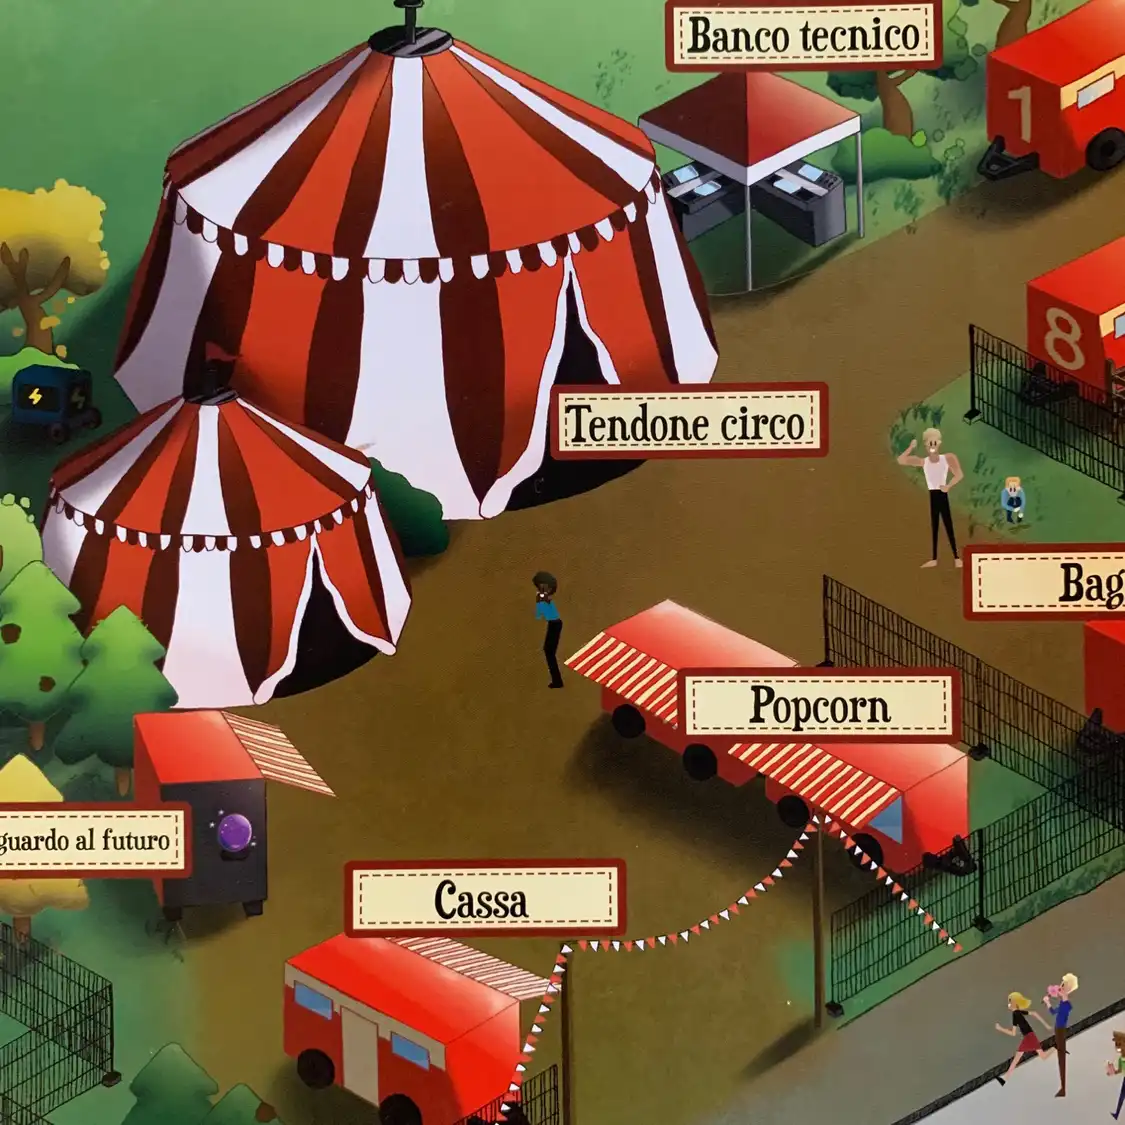 Banco tecnico
1
8
Tendone circo
Popcorn
guardo al futuro
Cassa